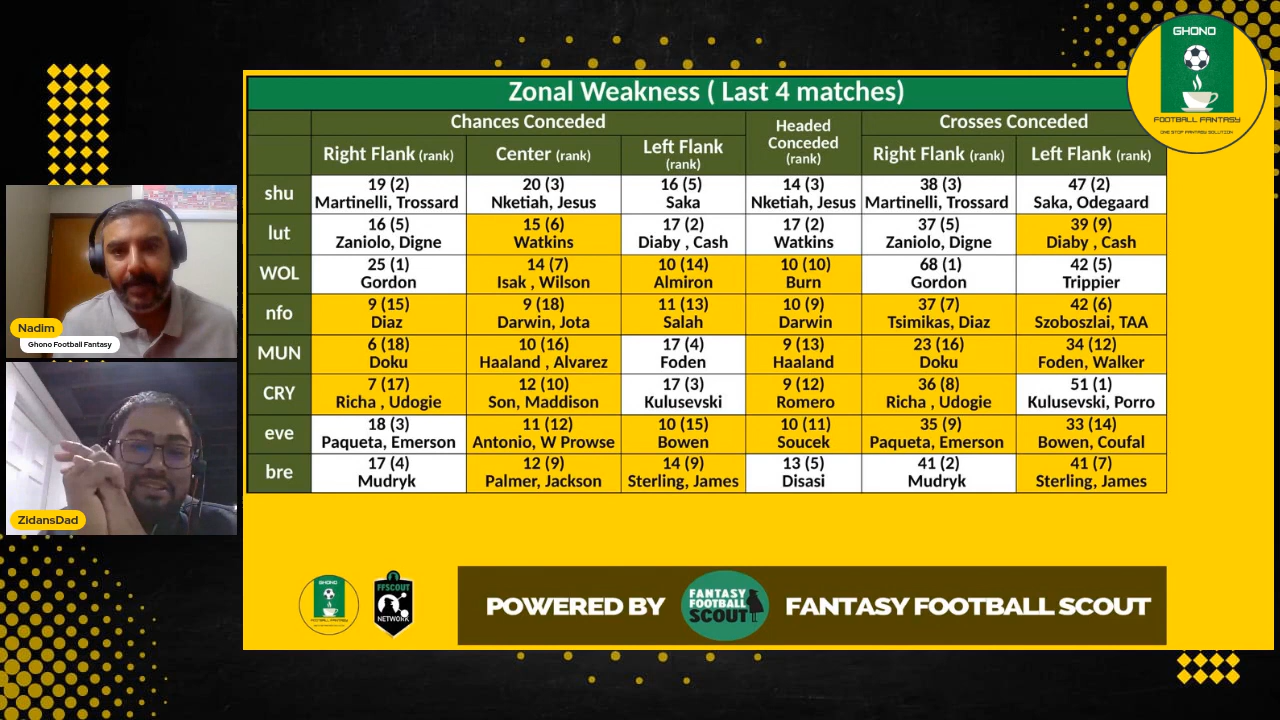 GHONO
FOOTBALL FANTASY
ONE STOP FANTASY SOLUTION
Zonal Weakness ( Last 4 matches)
Chances Conceded
Headed Conceded (rank)
Crosses Conceded
Right Flank (rank) Center (rank) Left Flank (rank) Right Flank (rank) Left Flank (rank)
shu 19 (2) 20 (3) 16 (5) 14 (3) 38 (3) 47 (2)
Martinelli, Trossard Nketiah, Jesus Saka Nketiah, Jesus Martinelli, Trossard Saka, Odegaard
lut 16 (5) 15 (6) 17 (2) 17 (2) 37 (5) 39 (9)
Zaniolo, Digne Watkins Diaby , Cash Watkins Zaniolo, Digne Diaby , Cash
WOL 25 (1) 14 (7) 10 (14) 10 (10) 68 (1) 42 (5)
Gordon Isak , Wilson Almiron Burn Gordon Trippier
nfo 9 (15) 9 (18) 11 (13) 10 (9) 37 (7) 42 (6)
Diaz Darwin, Jota Salah Darwin Tsimikas, Diaz Szoboszlai, TAA
MUN 6 (18) 10 (16) 17 (4) 9 (13) 23 (16) 34 (12)
Doku Haaland , Alvarez Foden Haaland Doku Foden, Walker
CRY 7 (17) 12 (10) 17 (3) 9 (12) 36 (8) 51 (1)
Richa , Udogie Son, Maddison Kulusevski Romero Richa , Udogie Kulusevski, Porro
eve 18 (3) 11 (12) 10 (15) 10 (11) 35 (9) 33 (14)
Paqueta, Emerson Antonio, W Prowse Bowen Soucek Paqueta, Emerson Bowen, Coufal
bre 17 (4) 12 (9) 14 (9) 13 (5) 41 (2) 41 (7)
Mudryk Palmer, Jackson Sterling, James Disasi Mudryk Sterling, James
Nadim
Ghono Football Fantasy
ZidansDad
GHONO
FOOTBALL FANTASY
FFSCOUT
NETWORK
POWERED BY
FANTASY
FOOTBALL
SCOUT
FANTASY FOOTBALL SCOUT